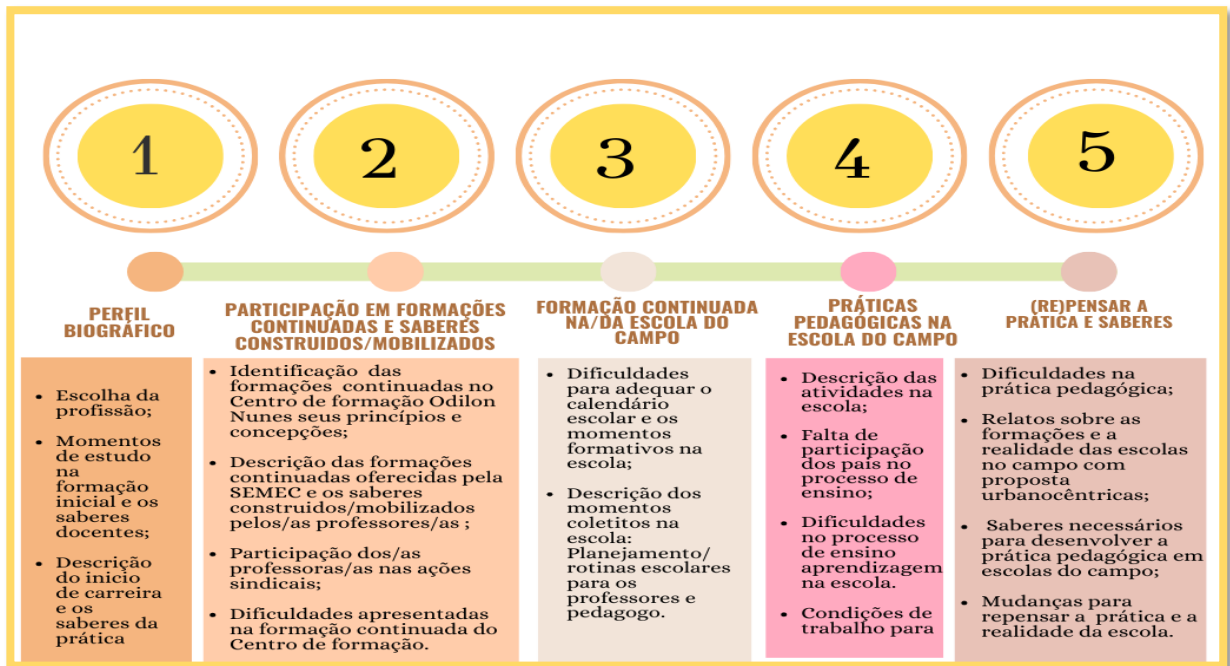 1
2
3
4
5
PERFIL
BIOGRÁFICO
PARTICIPAÇÃO EM FORMAÇÕES
CONTINUADAS E SABERES
CONSTRUIDOS/MOBILIZADOS
FORMAÇÃO CONTINUADA
NA/DA ESCOLA DO
CAMPO
PRÁTICAS
PEDAGÓGICAS NA
ESCOLA DO CAMPO
(RE)PENSAR A
PRÁTICA E SABERES
• Escolha da
profissão;
• Momentos
de estudo
na
formação
inicial e os
saberes
docentes;
• Descrição
do inicio
de carreira
e os
saberes da
prática
• Identificação das
formações continuadas no
Centro de formação Odilon
Nunes seus princípios e
concepções;
• Descrição das formações
continuadas oferecidas pela
SEMEC e os saberes
construidos/mobilizados
pelos/as professores/as ;
• Participação dos/as
professoras/as nas ações
sindicais;
• Dificuldades apresentadas
na formação continuada do
Centro de formação.
• Dificuldades
para adequar o
calendário
escolar e os
momentos
formativos na
escola;
• Descrição dos
momentos
coletitos na
escola:
Planejamento/
rotinas escolares
para os
professores e
pedagogo.
• Descrição das
atividades na
escola;
• Falta de
participação
dos país no
processo de
ensino;
• Dificuldades
no processo
de ensino
aprendizagem
na escola.
• Condições de
trabalho para
• Dificuldades na
prática pedagógica;
• Relatos sobre as
formações e a
realidade das escolas
no campo com
proposta
urbanocêntricas;
• Saberes necessários
para desenvolver a
prática pedagógica em
escolas do campo;
• Mudanças para
repensar a prática e a
realidade da escola.